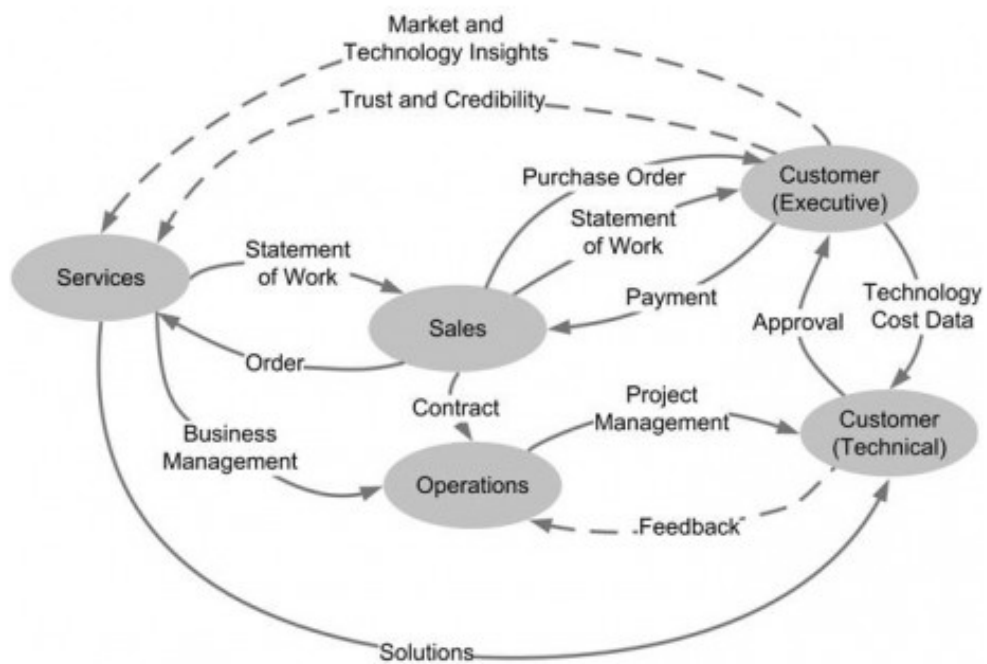 Market and
Technology Insights
Trust and Credibility
Purchase Order
Customer
(Executive)
Statement
of Work
Statement
of Work
Services
Payment
Technology
Cost Data
Sales
Approval
Order
Contract
Project
Management
Customer
(Technical)
Business
Management
Operations
Feedback
Solutions